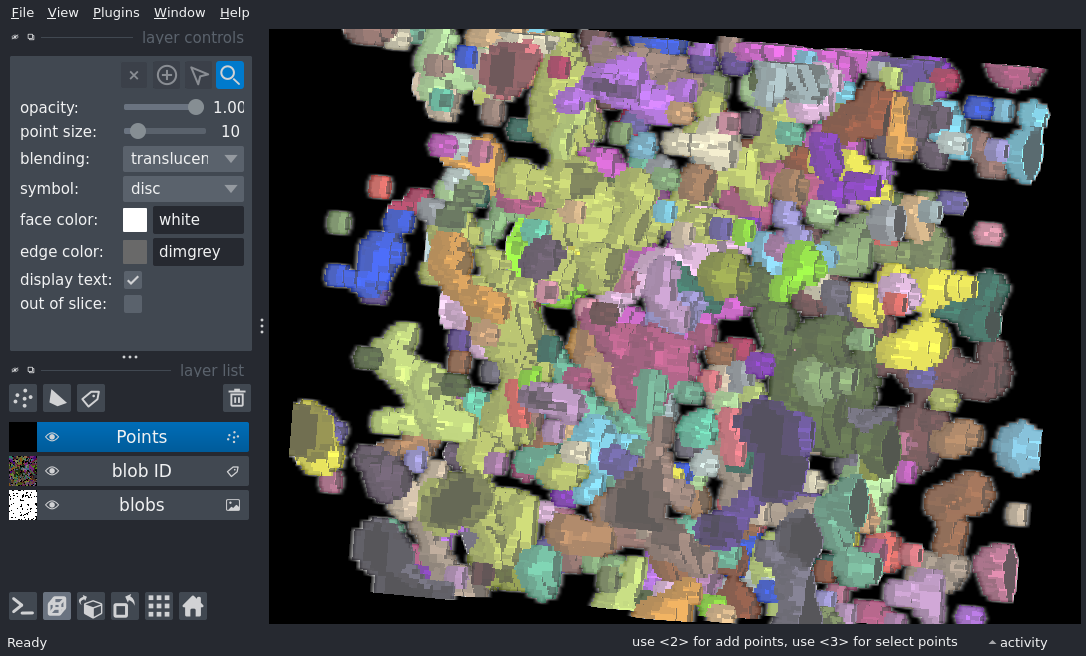 File View Plugins Window Help
layer controls
opacity: 1.00
point size: 10
blending: translucen
symbol: disc
face color: white
edge color: dimgrey
display text:
out of slice:
layer list
Points
blob ID
blobs
Ready
use <2> for add points, use <3> for select points
activity